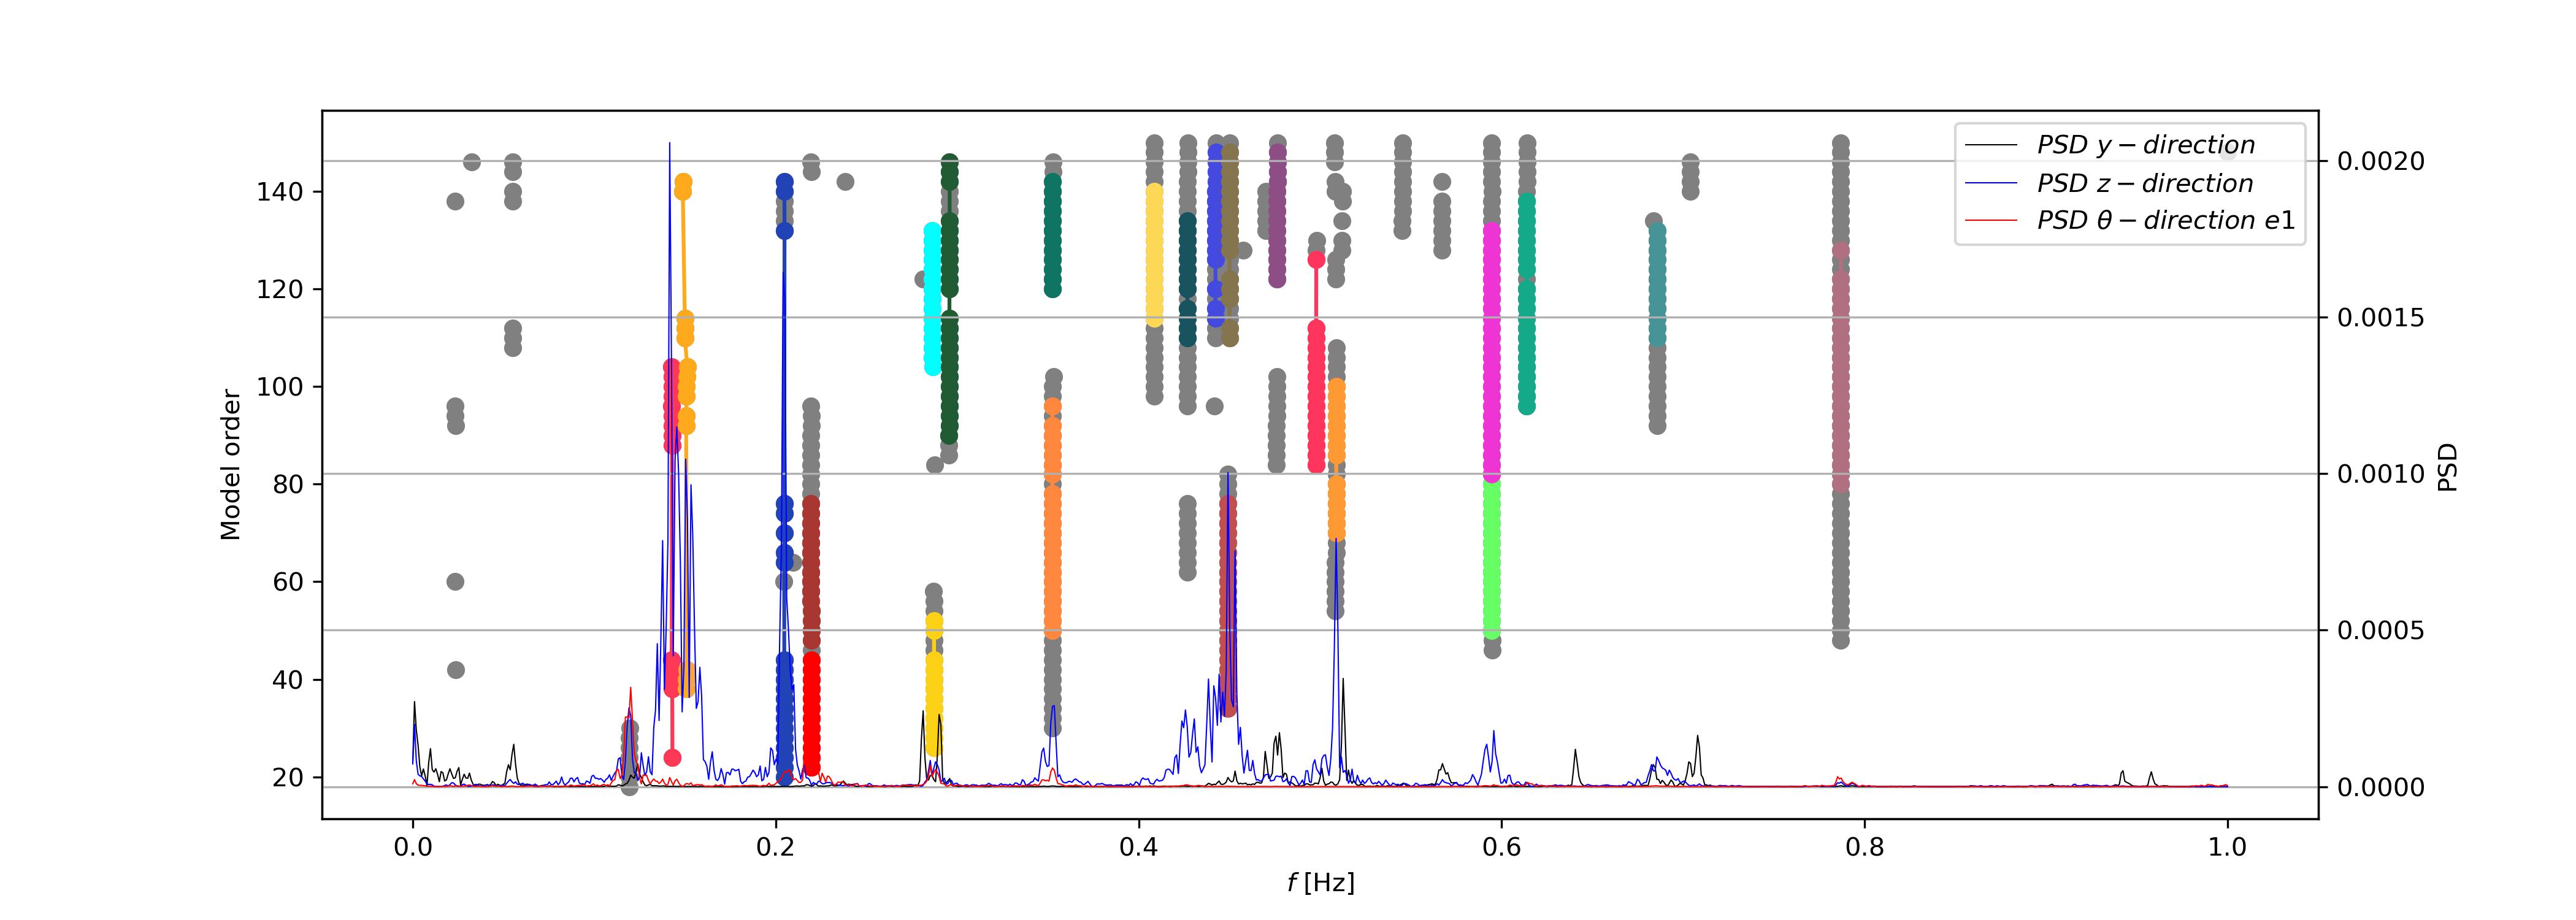 PSD y − direction
PSD z − direction
PSD θ − direction e1
Model order
140
120
100
80
60
40
20
0.0020
0.0015
0.0010
0.0005
0.0000
PSD
0.0 0.2 0.4 0.6 0.8 1.0
f [Hz]